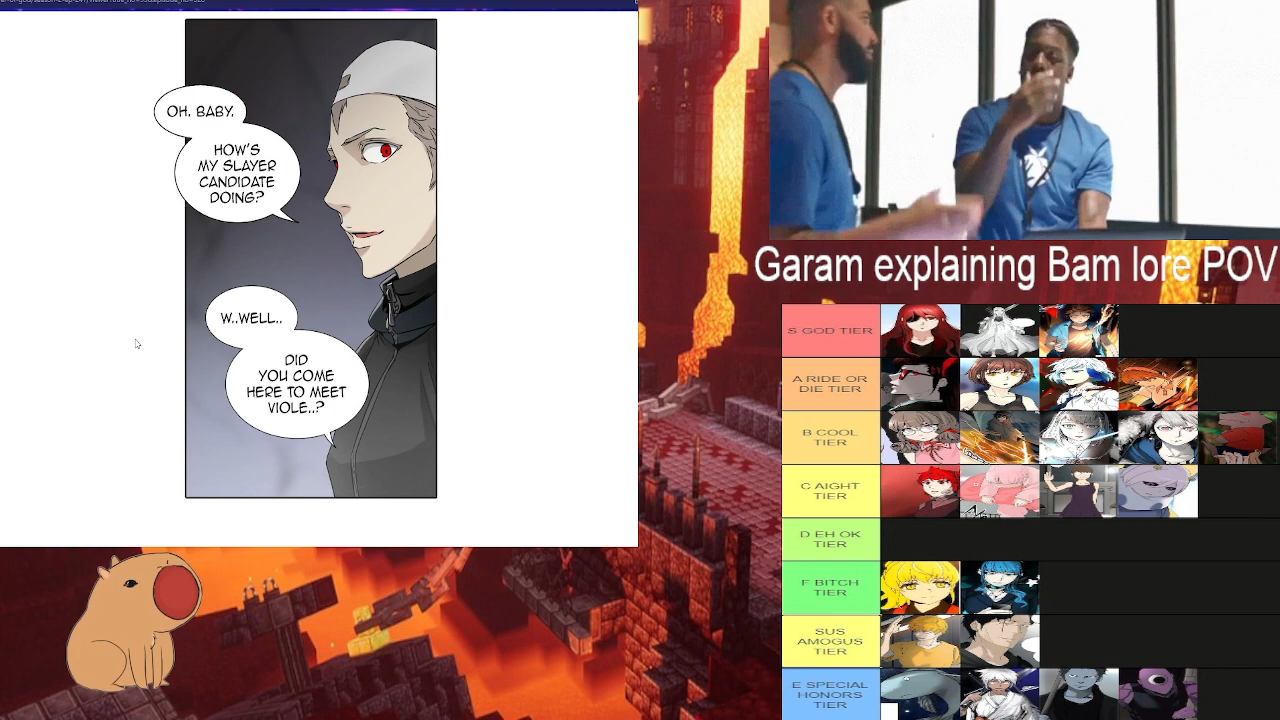 OH, BABY.
HOW'S
MY SLAYER
CANDIDATE
DOING?
W..WELL..
DID
YOU COME
HERE TO MEET
VIOLE..?
Garam explaining Bam lore POV
S GOD TIER
A RIDE OR
DIE TIER
B COOL
TIER
C AIGHT
TIER
D EH OK
TIER
F BITCH
TIER
SUS
AMOGUS
TIER
E SPECIAL
HONORS
TIER